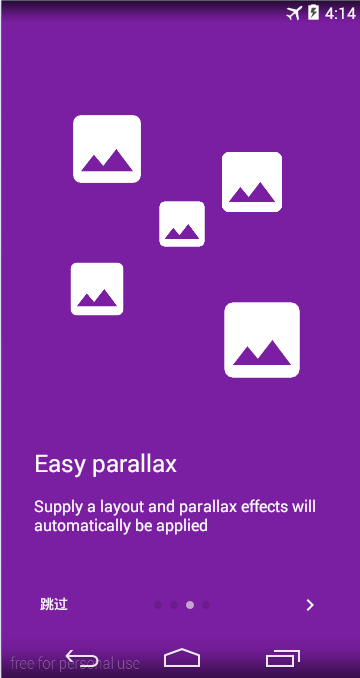 4:14
Easy parallax
Supply a layout and parallax effects will
automatically be applied
跳过
free for personal use